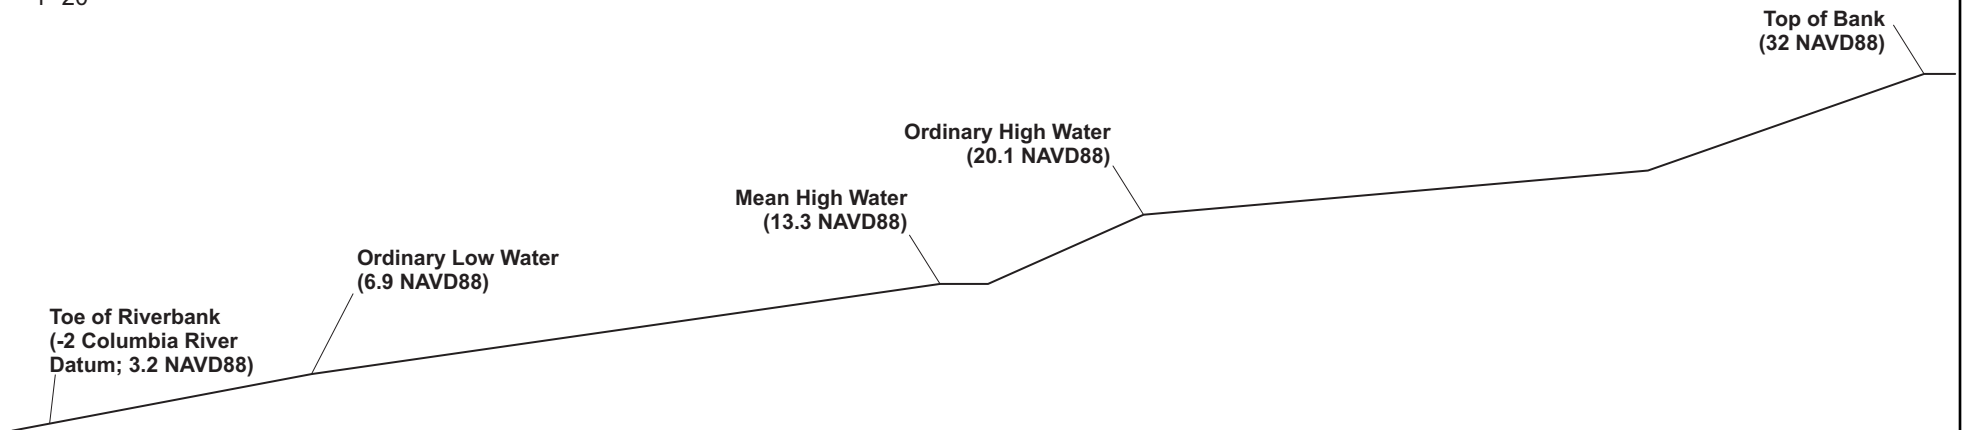 Top of Bank
(32 NAVD88)
Ordinary High Water
(20.1 NAVD88)
Mean High Water
(13.3 NAVD88)
Ordinary Low Water
(6.9 NAVD88)
Toe of Riverbank
(-2 Columbia River
Datum; 3.2 NAVD88)